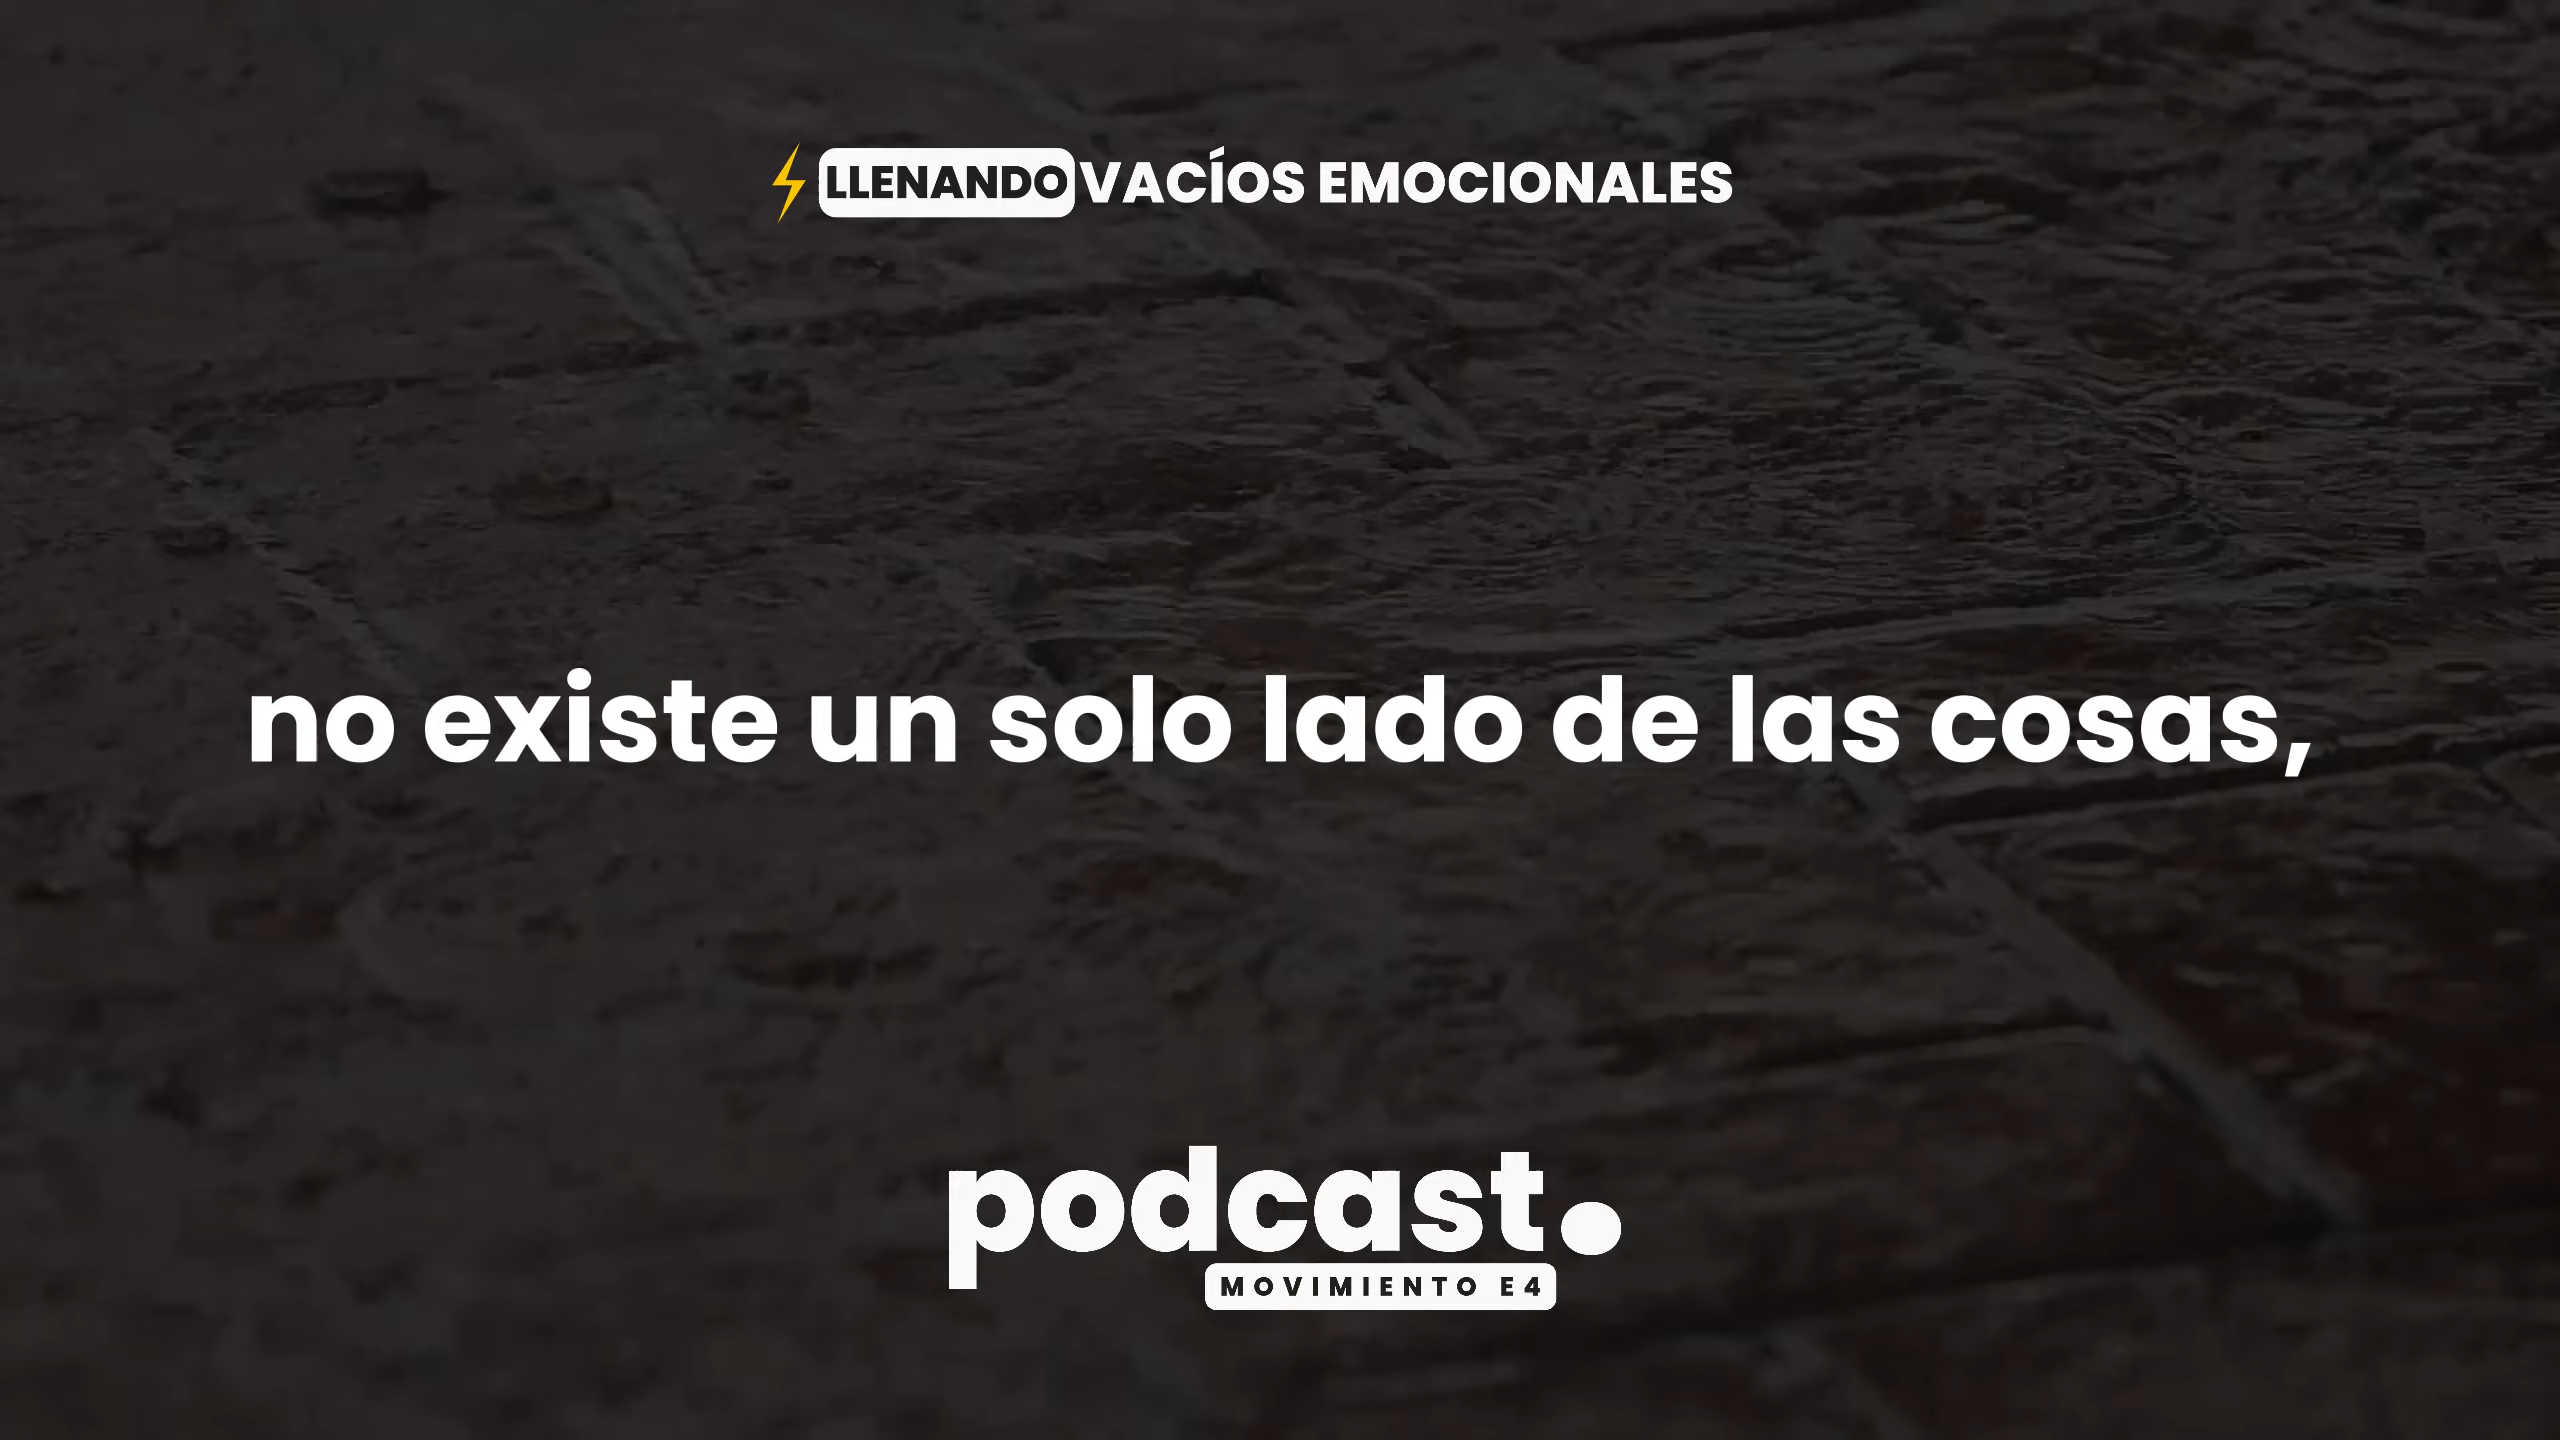 LLENANDO VACÍOS EMOCIONALES
no existe un solo lado de las cosas,
podcast.
MOVIMIENTO E4